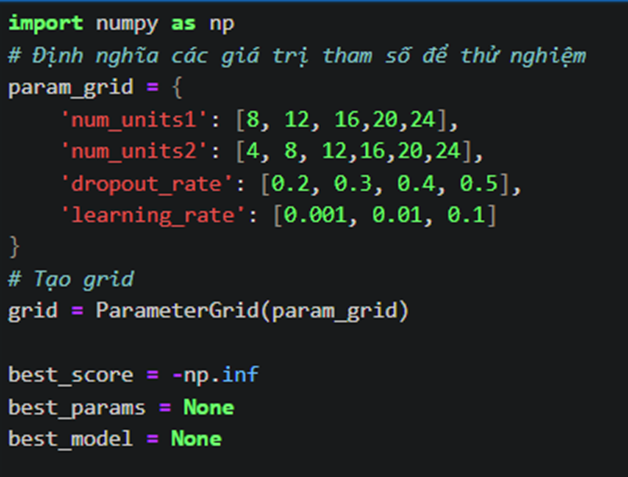 import numpy as np
# Định nghĩa các giá trị tham số để thử nghiệm
param_grid = {
    'num_units1': [8, 12, 16,20,24],
    'num_units2': [4, 8, 12,16,20,24],
    'dropout_rate': [0.2, 0.3, 0.4, 0.5],
    'learning_rate': [0.001, 0.01, 0.1]
}
# Tạo grid
grid = ParameterGrid(param_grid)

best_score = -np.inf
best_params = None
best_model = None